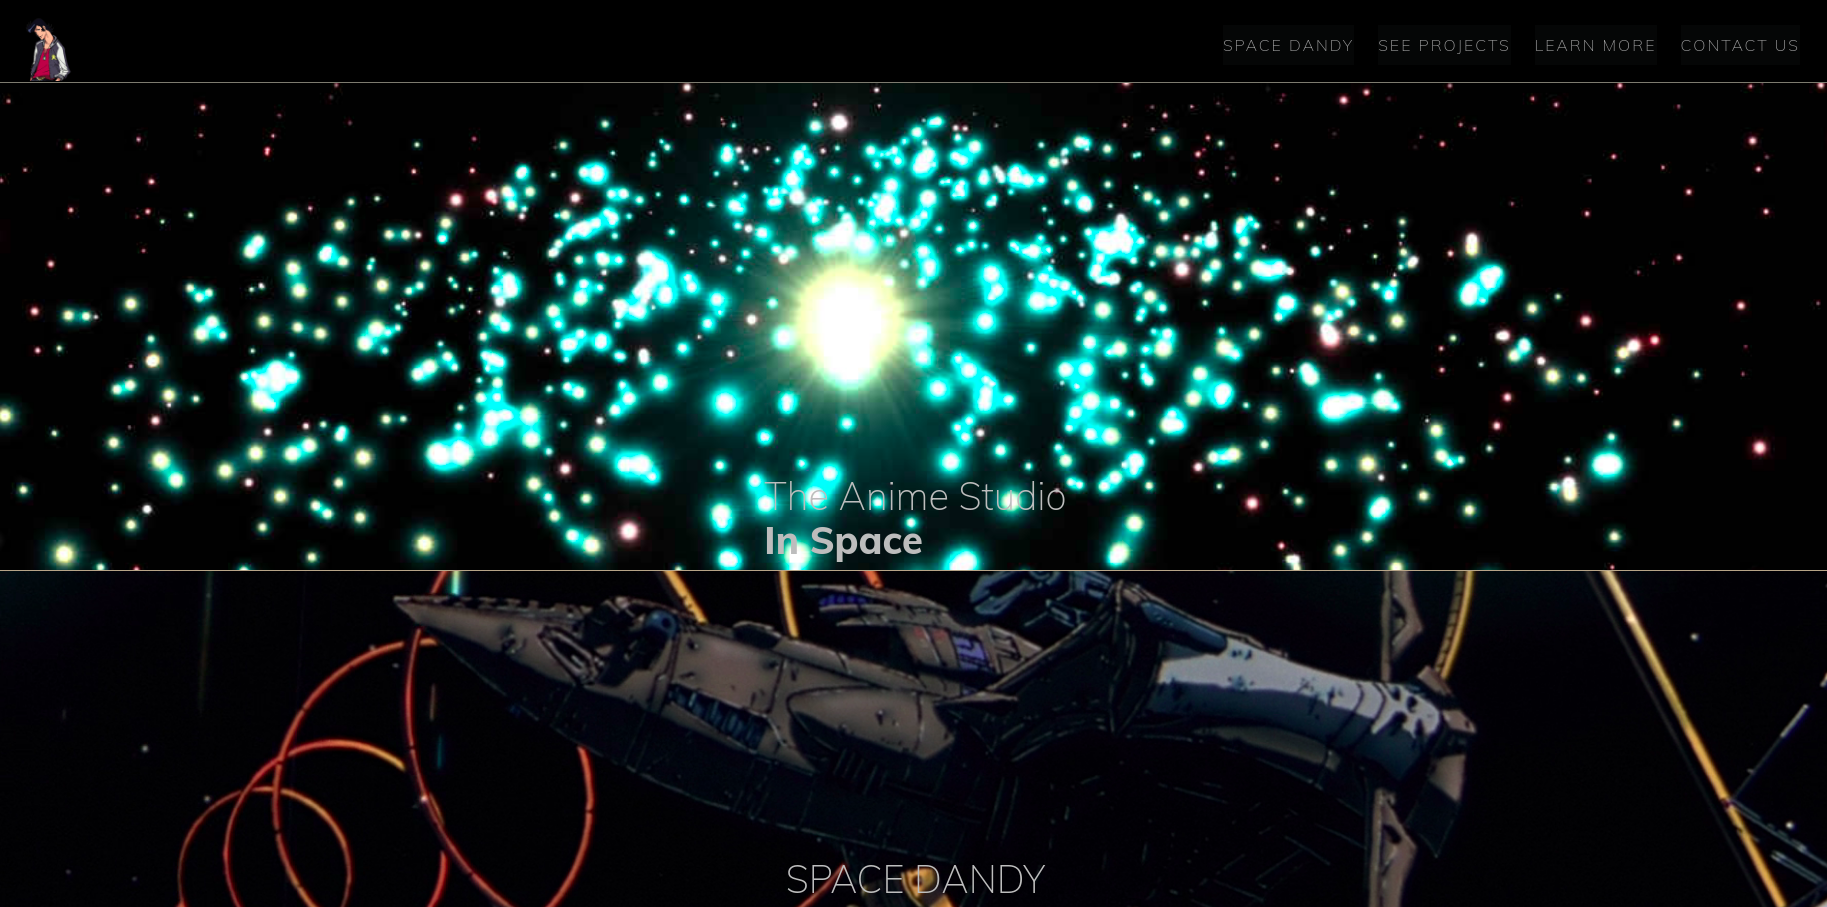 SPACE DANDY
SEE PROJECTS
LEARN MORE
CONTACT US
The Anime Studio
In Space
SPACE DANDY